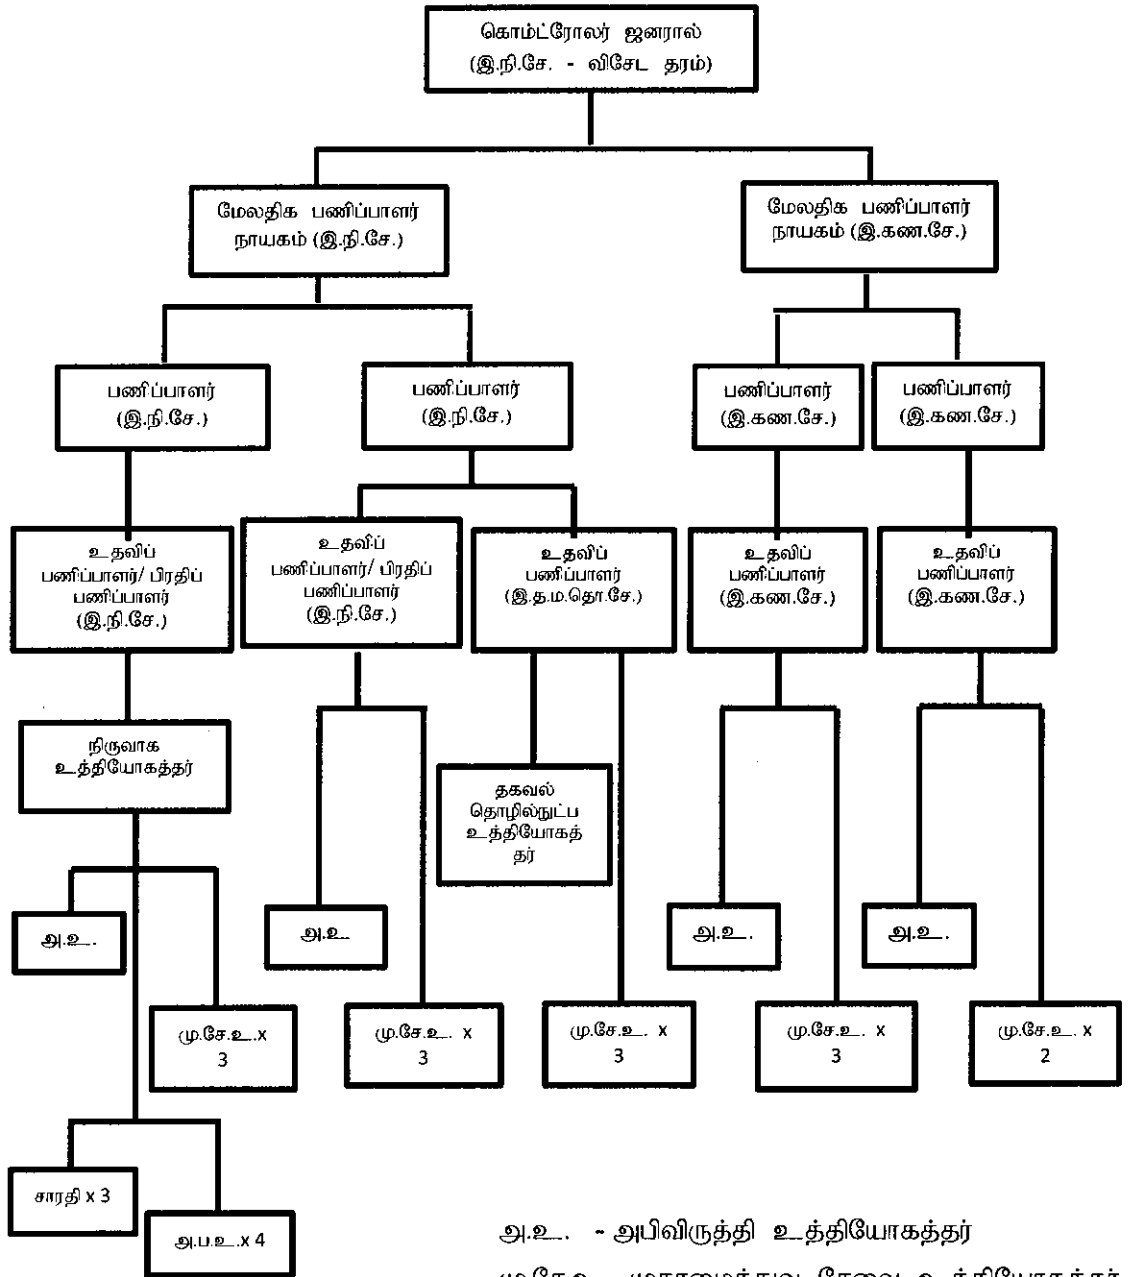 கொம்ட்ரோலர் ஜனரால்
(இ.நி.சே. - விசேட தரம்)
மேலதிக பணிப்பாளர்
நாயகம் (இ.நி.சே.)
மேலதிக பணிப்பாளர்
நாயகம் (இ.கண.சே.)
பணிப்பாளர்
(இ.நி.சே.)
பணிப்பாளர்
(இ.நி.சே.)
பணிப்பாளர்
(இ.கண.சே.)
பணிப்பாளர்
(இ.கண.சே.)
உதவிப்
பணிப்பாளர்/ பிரதிப்
பணிப்பாளர்
(இ.நி.சே.)
உதவிப்
பணிப்பாளர்/ பிரதிப்
பணிப்பாளர்
(இ.நி.சே.)
உதவிப்
பணிப்பாளர்
(இ.த.ம.தொ.சே.)
உதவிப்
பணிப்பாளர்
(இ.கண.சே.)
உதவிப்
பணிப்பாளர்
(இ.கண.சே.)
நிருவாக
உத்தியோகத்தர்
தகவல்
தொழில்நுட்ப
உத்தியோகத்
தர்
அ.உ.
அ.உ.
அ.உ.
அ.உ.
மு.சே.உ.x
3
மு.சே.உ. x
3
மு.சே.உ. x
3
மு.சே.உ. x
3
மு.சே.உ. x
2
சாரதி x 3
அ.ப.உ.x 4
அ.உ. - அபிவிருத்தி உத்தியோகத்தர்